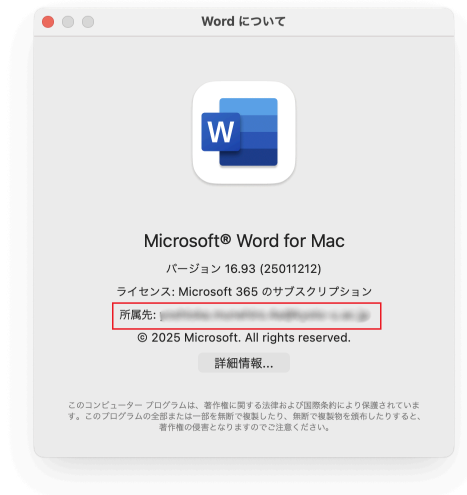 Word について
W
Microsoft® Word for Mac
バージョン 16.93 (25011212)
ライセンス: Microsoft 365 のサブスクリプション
所属先:
© 2025 Microsoft. All rights reserved.
詳細情報...
このコンピューター プログラムは、著作権に関する法律および国際条約により保護されていま
す。このプログラムの全部または一部を無断で複製したり、無断で複製物を頒布したりすると、
著作権の侵害となりますのでご注意ください。